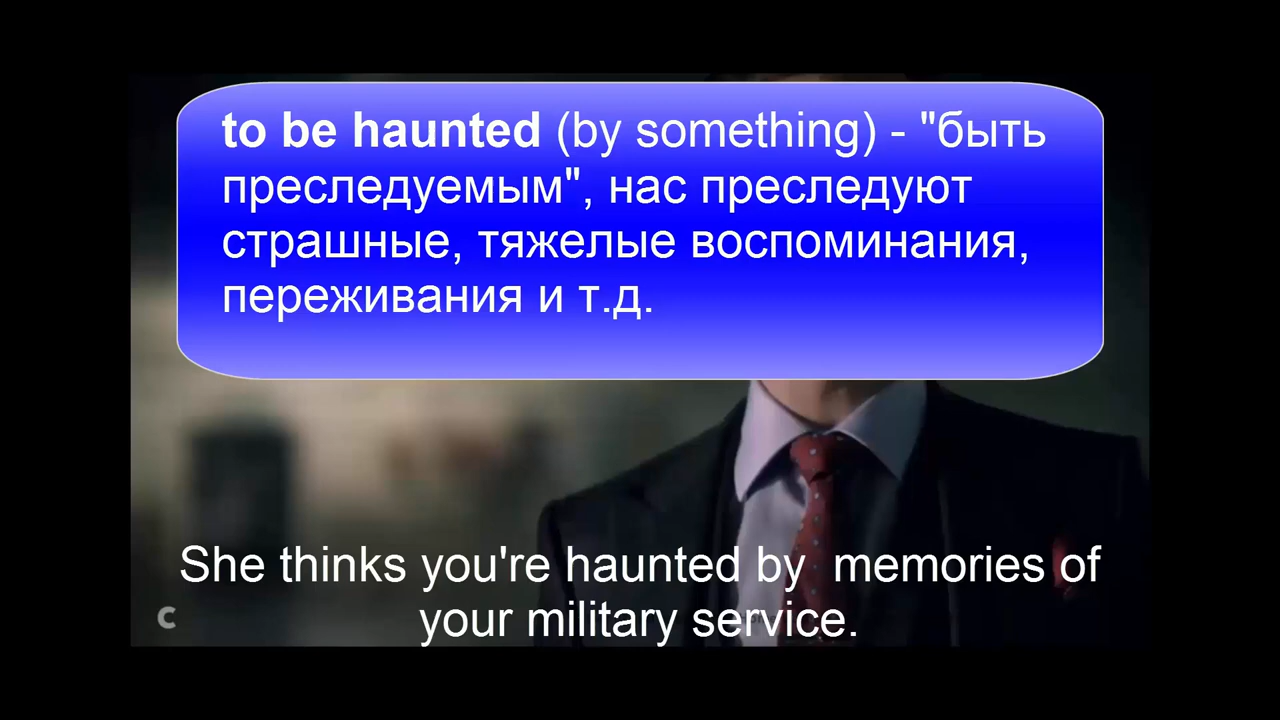 to be haunted (by something) - "быть
преследуемым", нас преследуют
страшные, тяжелые воспоминания,
переживания и т.д.
She thinks you're haunted by  memories of
your military service.
C